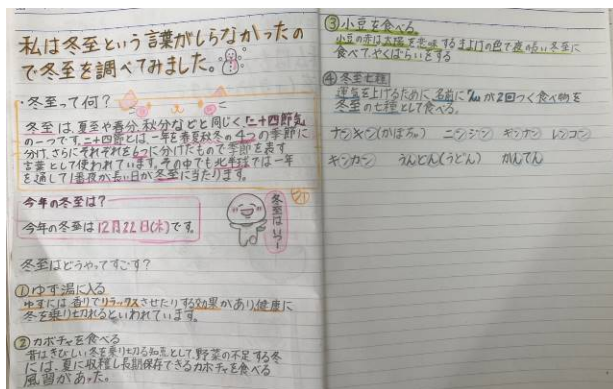 私は冬至という言葉がしらなかったの
で冬至を調べてみました。
・冬至って何?
冬至は、夏至や春分、秋分などと同じく二十四節気
の一つです。二十四節とは、一年を春夏秋冬の4つの季節に
分け、さらにそれぞれを6つに分けたもので季節を表す
言葉として使われています。その中でも北半球では一年
を通して1番夜が長い日が冬至に当たります。
今年の冬至は?
今年の冬至は12月22日(木)です。
冬至はいつ〜
冬至はどうやってすごす?
①ゆず湯に入る
ゆずには香りでリラックスさせたりする効果があり、健康に
冬を乗り切れるといわれています。
②カボチャを食べる
昔はきびしい冬を乗り切る知恵として、野菜の不足する冬
には、夏に収穫し長期保存できるカボチャを食べる
風習があった。
③小豆を食べる。
小豆の赤は太陽を意味するまよけの色で夜の長い冬至に
食べて、やくばらいをする
④冬至七種
運気を上げるために、名前に"ん"が2回つく食べ物を
冬至の七種として食べる。
ナンキン(かぼちゃ) ニンジン ギンナン レンコン
キンカン うんどん(うどん) かんてん